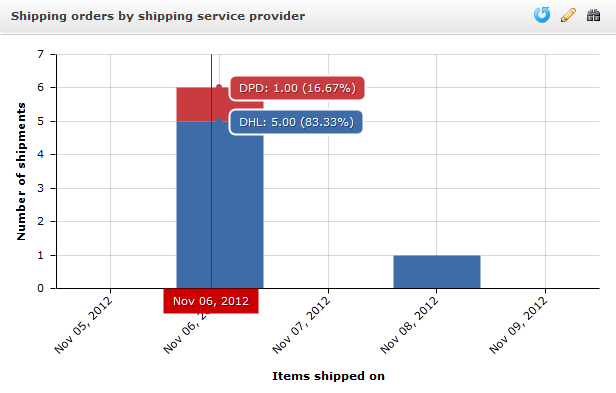 Shipping orders by shipping service provider
7
6
5
4
3
2
1
0
Number of shipments
DPD: 1.00 (16.67%)
DHL: 5.00 (83.33%)
Nov 06, 2012
Nov 05, 2012
Nov 06, 2012
Nov 07, 2012
Nov 08, 2012
Nov 09, 2012
Items shipped on